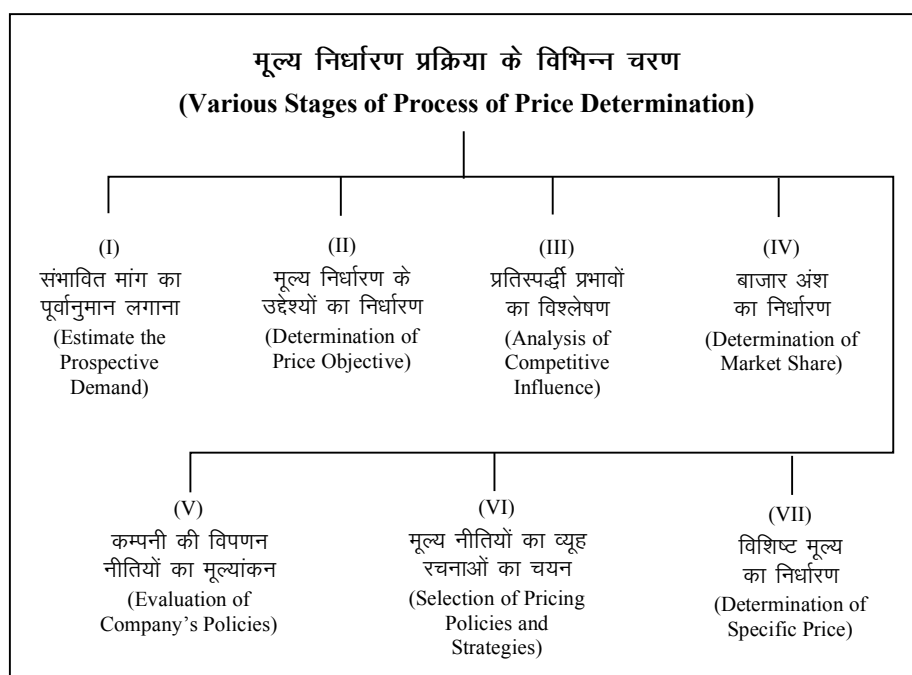 मूल्य निर्धारण प्रक्रिया के विभिन्न चरण
(Various Stages of Process of Price Determination)
(I)
संभावित मांग का
पूर्वानुमान लगाना
(Estimate the
Prospective
Demand)
(II)
मूल्य निर्धारण के
उद्देश्यों का निर्धारण
(Determination of
Price Objective)
(III)
प्रतिस्पर्द्धी प्रभावों
का विश्लेषण
(Analysis of
Competitive
Influence)
(IV)
बाजार अंश
का निर्धारण
(Determination of
Market Share)
(V)
कम्पनी की विपणन
नीतियों का मूल्यांकन
(Evaluation of
Company's Policies)
(VI)
मूल्य नीतियों का व्यूह
रचनाओं का चयन
(Selection of Pricing
Policies and
Strategies)
(VII)
विशिष्ट मूल्य
का निर्धारण
(Determination of
Specific Price)